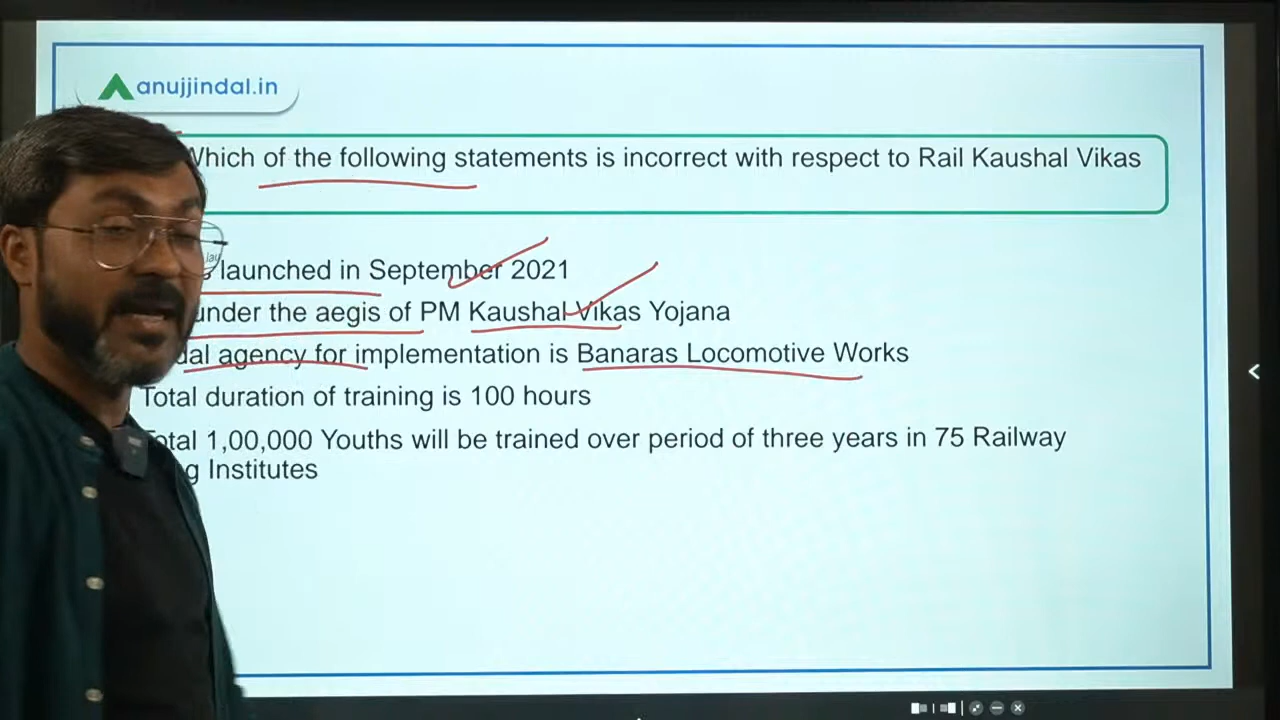 anujjindal.in
Which of the following statements is incorrect with respect to Rail Kaushal Vikas
launched in September 2021
under the aegis of PM Kaushal Vikas Yojana
agency for implementation is Banaras Locomotive Works
Total duration of training is 100 hours
Total 1,00,000 Youths will be trained over period of three years in 75 Railway
Institutes